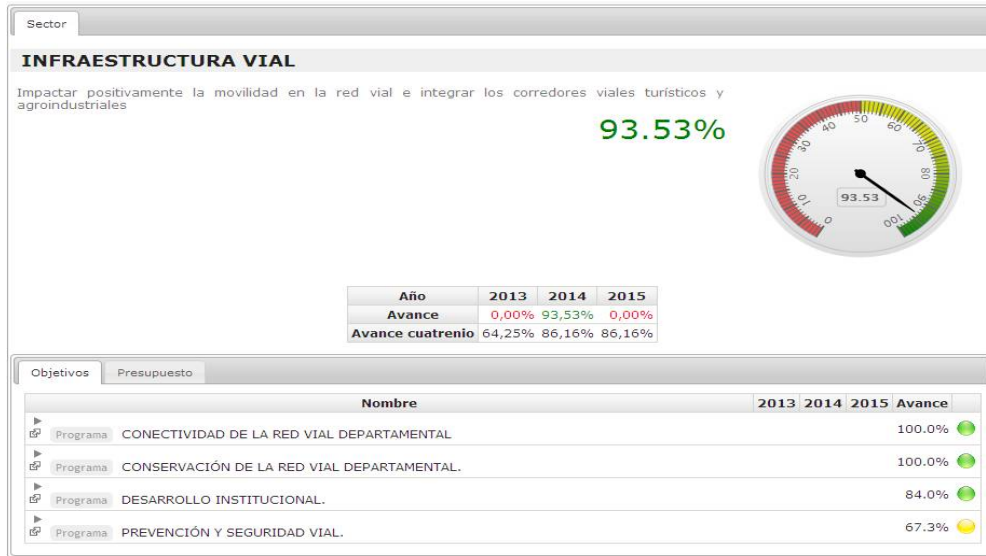 Sector
INFRAESTRUCTURA VIAL
Impactar positivamente la movilidad en la red vial e integrar los corredores viales turísticos y
agroindustriales
93.53%
0 10 20 30 40 50 60 70 80 90 100
93.53
Año 2013 2014 2015
Avance 0,00% 93,53% 0,00%
Avance cuatrenio 64,25% 86,16% 86,16%
Objetivos Presupuesto
Nombre 2013 2014 2015 Avance
Programa CONECTIVIDAD DE LA RED VIAL DEPARTAMENTAL 100.0%
Programa CONSERVACIÓN DE LA RED VIAL DEPARTAMENTAL. 100.0%
Programa DESARROLLO INSTITUCIONAL. 84.0%
Programa PREVENCIÓN Y SEGURIDAD VIAL. 67.3%